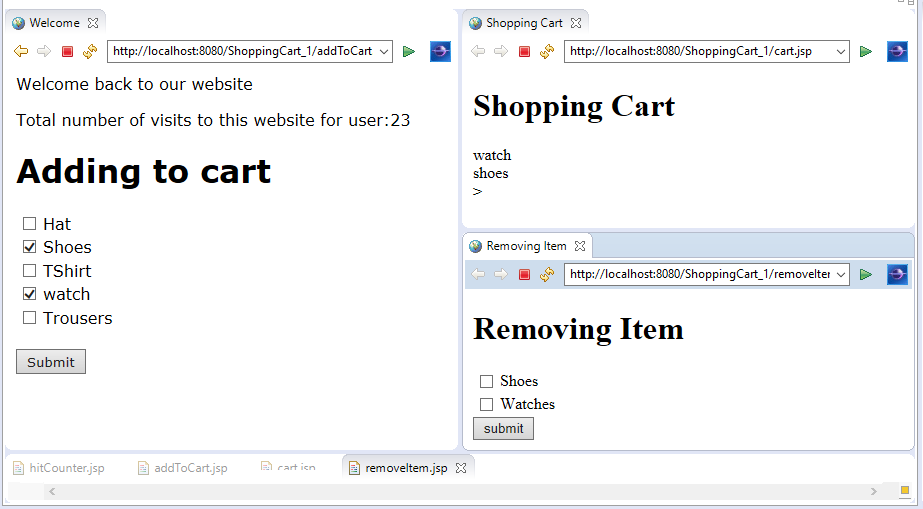 Welcome
http://localhost:8080/ShoppingCart_1/addToCart
Welcome back to our website
Total number of visits to this website for user:23
Adding to cart
Hat
Shoes
TShirt
watch
Trousers
Submit
Shopping Cart
http://localhost:8080/ShoppingCart_1/cart.jsp
Shopping Cart
watch
shoes
>
Removing Item
http://localhost:8080/ShoppingCart_1/removeIter
Removing Item
Shoes
Watches
submit
hitCounter.jsp addToCart.jsp cart.jsp removeItem.jsp